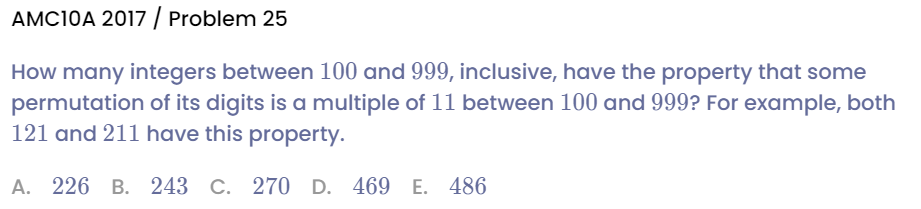 AMC10A 2017 / Problem 25
How many integers between 100 and 999, inclusive, have the property that some
permutation of its digits is a multiple of 11 between 100 and 999? For example, both
121 and 211 have this property.
A. 226 B. 243 C. 270 D. 469 E. 486